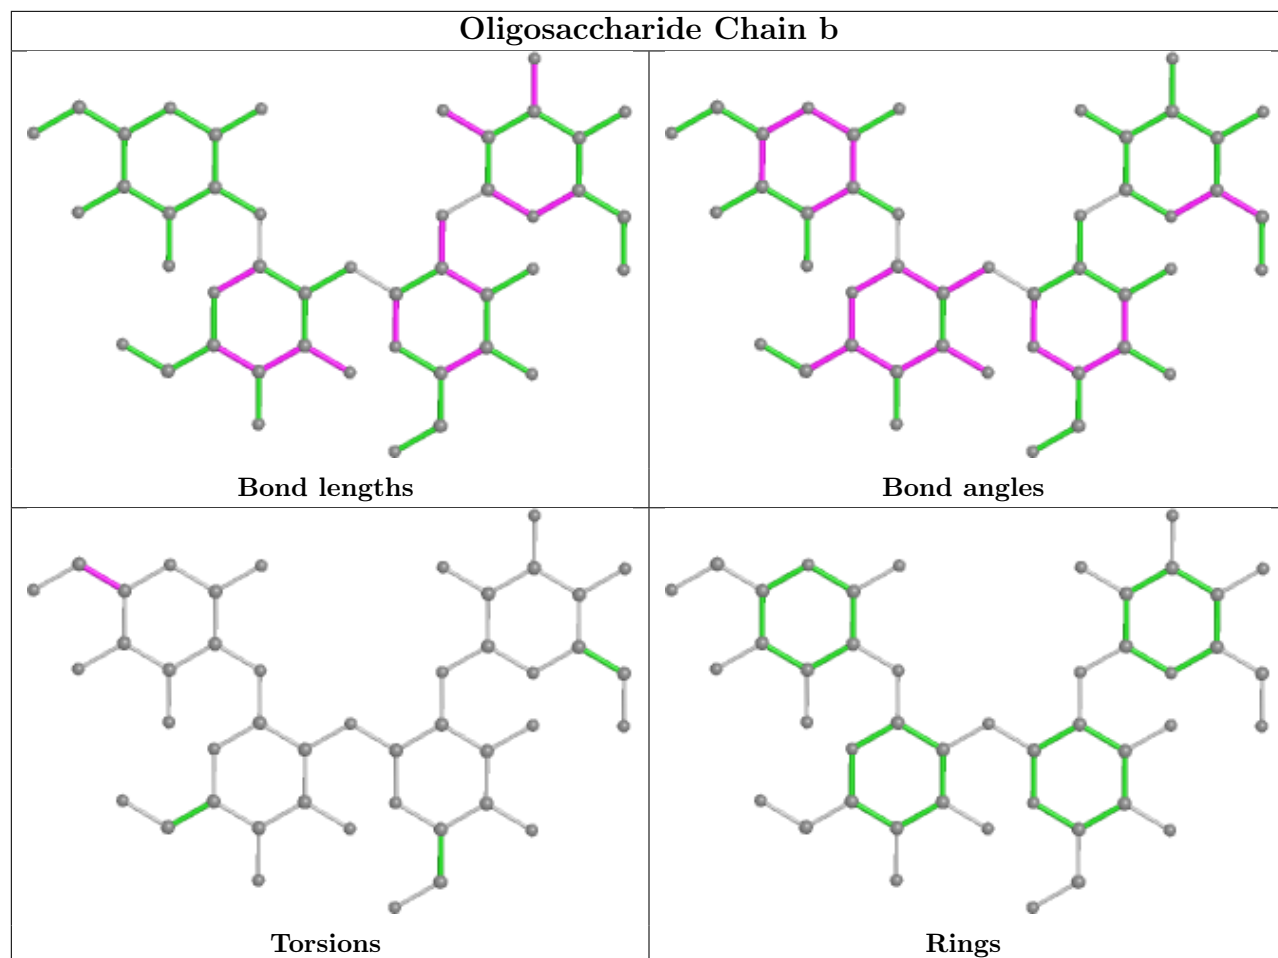 Oligosaccharide Chain b
Bond lengths
Bond angles
Torsions
Rings